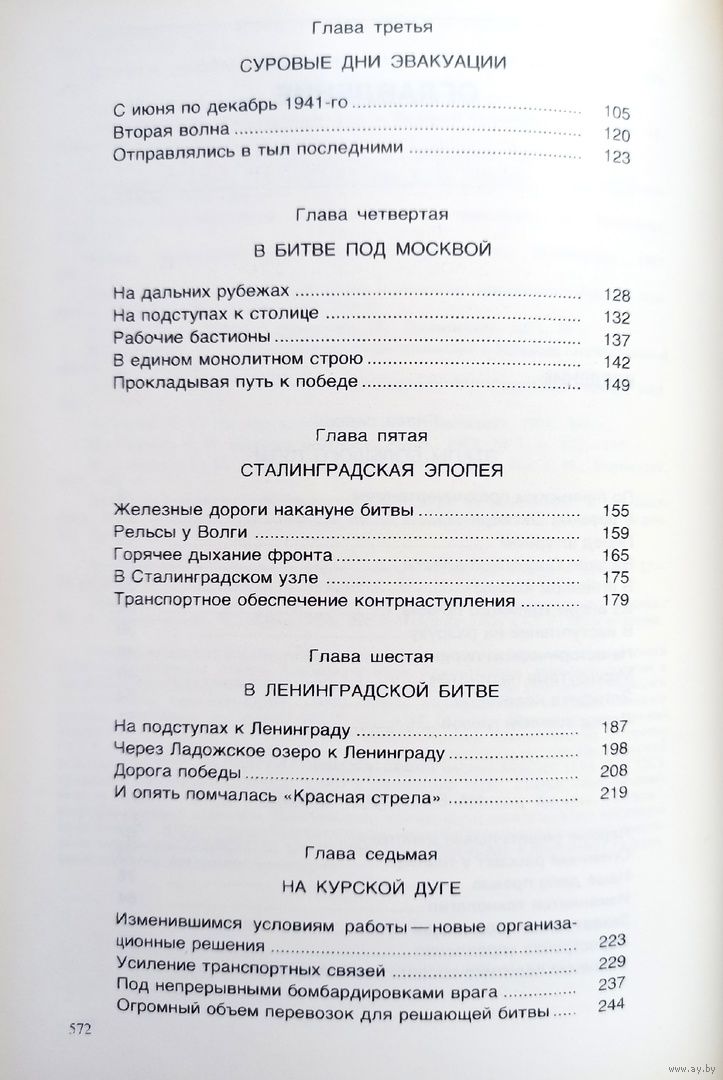 Глава третья
СУРОВЫЕ ДНИ ЭВАКУАЦИИ
С июня по декабрь 1941-го ........ 105
Вторая волна ........ 120
Отправлялись в тыл последними ........ 123
Глава четвертая
В БИТВЕ ПОД МОСКВОЙ
На дальних рубежах ........ 128
На подступах к столице ........ 132
Рабочие бастионы ........ 137
В едином монолитном строю ........ 142
Прокладывая путь к победе ........ 149
Глава пятая
СТАЛИНГРАДСКАЯ ЭПОПЕЯ
Железные дороги накануне битвы ........ 155
Рельсы у Волги ........ 159
Горячее дыхание фронта ........ 165
В Сталинградском узле ........ 175
Транспортное обеспечение контрнаступления ........ 179
Глава шестая
В ЛЕНИНГРАДСКОЙ БИТВЕ
На подступах к Ленинграду ........ 187
Через Ладожское озеро к Ленинграду ........ 198
Дорога победы ........ 208
И опять помчалась «Красная стрела» ........ 219
Глава седьмая
НА КУРСКОЙ ДУГЕ
Изменившимся условиям работы — новые организа-
ционные решения ........ 223
Усиление транспортных связей ........ 229
Под непрерывными бомбардировками врага ........ 237
Огромный объем перевозок для решающей битвы ..... 244
572
www.ay.by